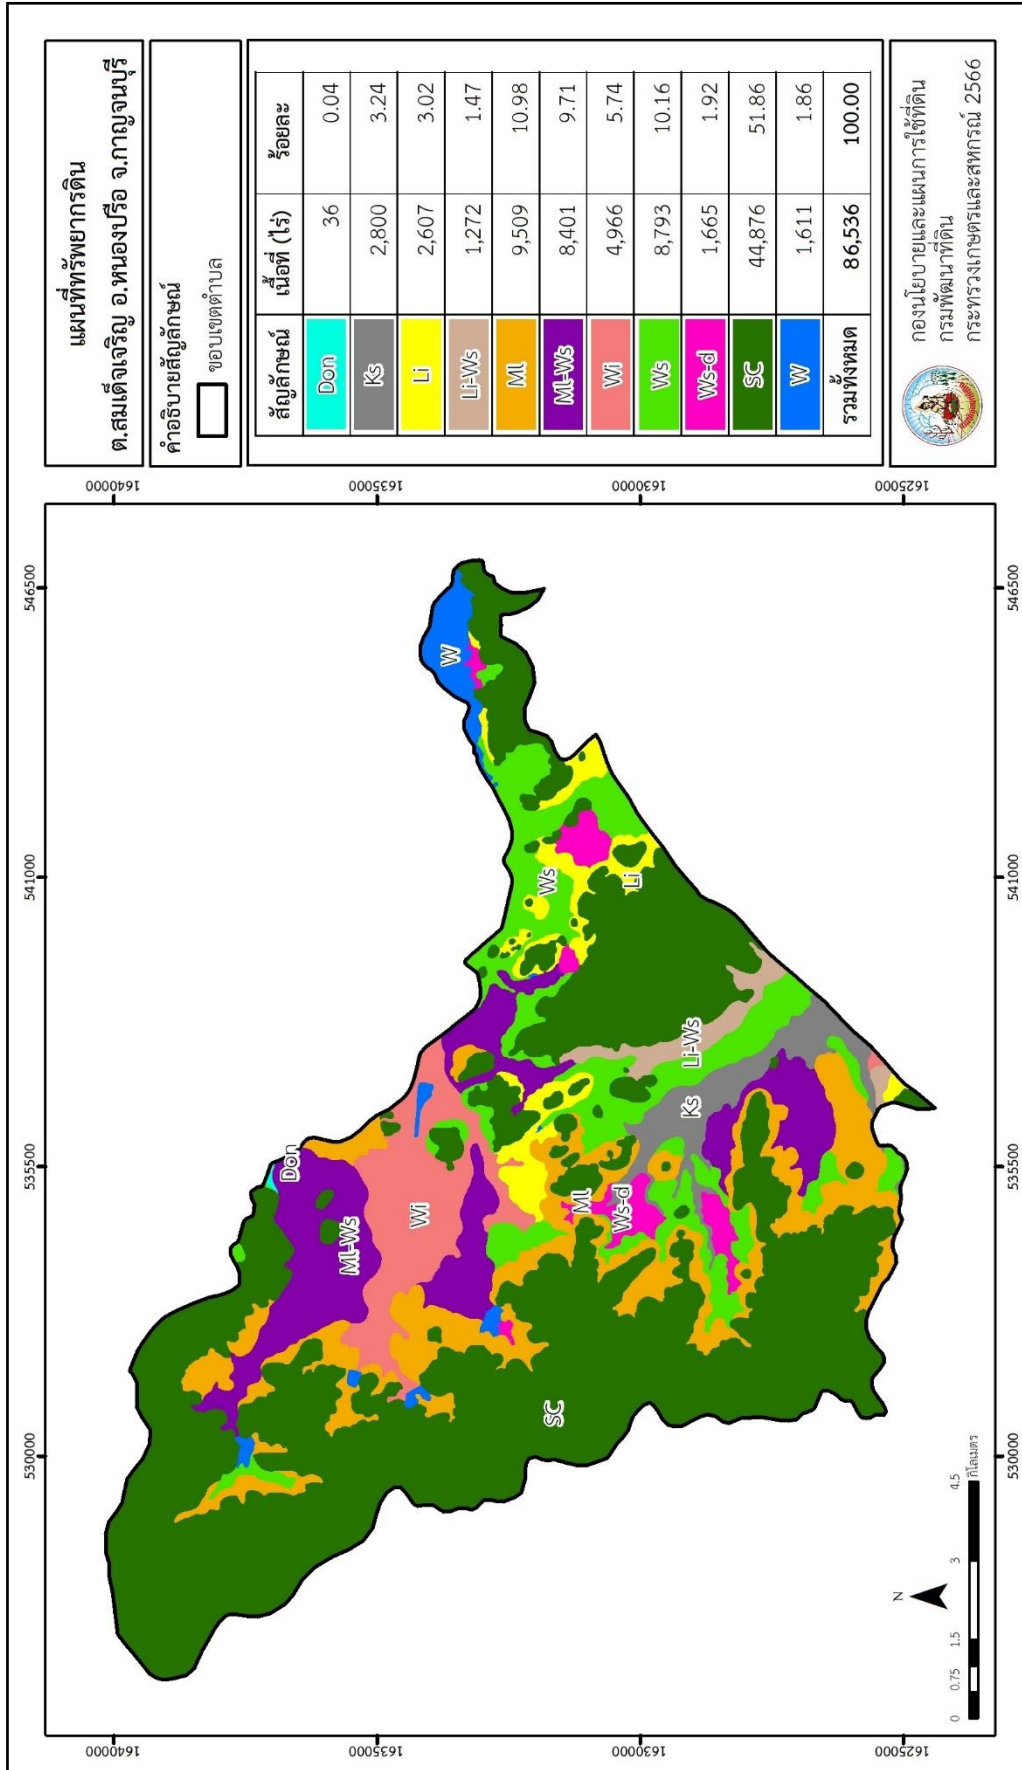 แผนที่ทรัพยากรดิน
ต.สมเด็จเจริญ อ.หนองปรือ จ.กาญจนบุรี
คำอธิบายสัญลักษณ์
ขอบเขตตำบล
สัญลักษณ์ เนื้อที่ (ไร่) ร้อยละ
Don 36 0.04
Ks 2,800 3.24
Li 2,607 3.02
Li-Ws 1,272 1.47
Ml 9,509 10.98
Ml-Ws 8,401 9.71
Wi 4,966 5.74
Ws 8,793 10.16
Ws-d 1,665 1.92
SC 44,876 51.86
W 1,611 1.86
รวมทั้งหมด 86,536 100.00
กองนโยบายและแผนการใช้ที่ดิน
กรมพัฒนาที่ดิน
กระทรวงเกษตรและสหกรณ์ 2566
530000 535500 541000 546500
1640000
1635000
1630000
1625000
1640000
1635000
1630000
1625000
530000 535500 541000 546500
W
Don
Ml-Ws
Wi
Ws
Li
SC
Ml
Ws-d
Ks
Li-Ws
N
0 0.75 1.5 3 4.5
กิโลเมตร